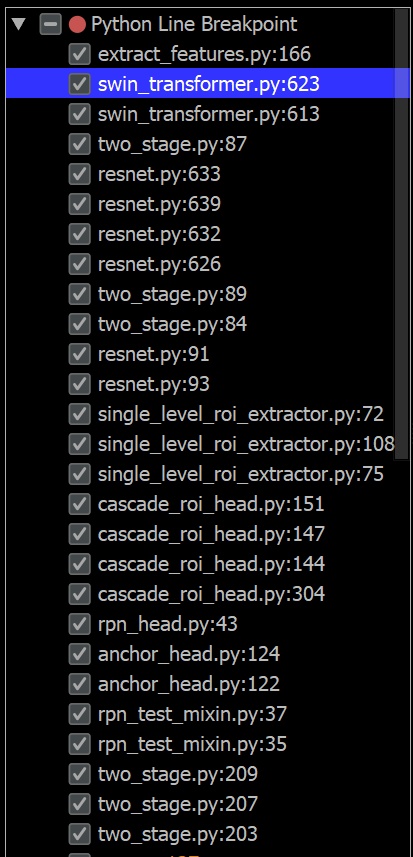 Python Line Breakpoint
extract_features.py:166
swin_transformer.py:623
swin_transformer.py:613
two_stage.py:87
resnet.py:633
resnet.py:639
resnet.py:632
resnet.py:626
two_stage.py:89
two_stage.py:84
resnet.py:91
resnet.py:93
single_level_roi_extractor.py:72
single_level_roi_extractor.py:108
single_level_roi_extractor.py:75
cascade_roi_head.py:151
cascade_roi_head.py:147
cascade_roi_head.py:144
cascade_roi_head.py:304
rpn_head.py:43
anchor_head.py:124
anchor_head.py:122
rpn_test_mixin.py:37
rpn_test_mixin.py:35
two_stage.py:209
two_stage.py:207
two_stage.py:203